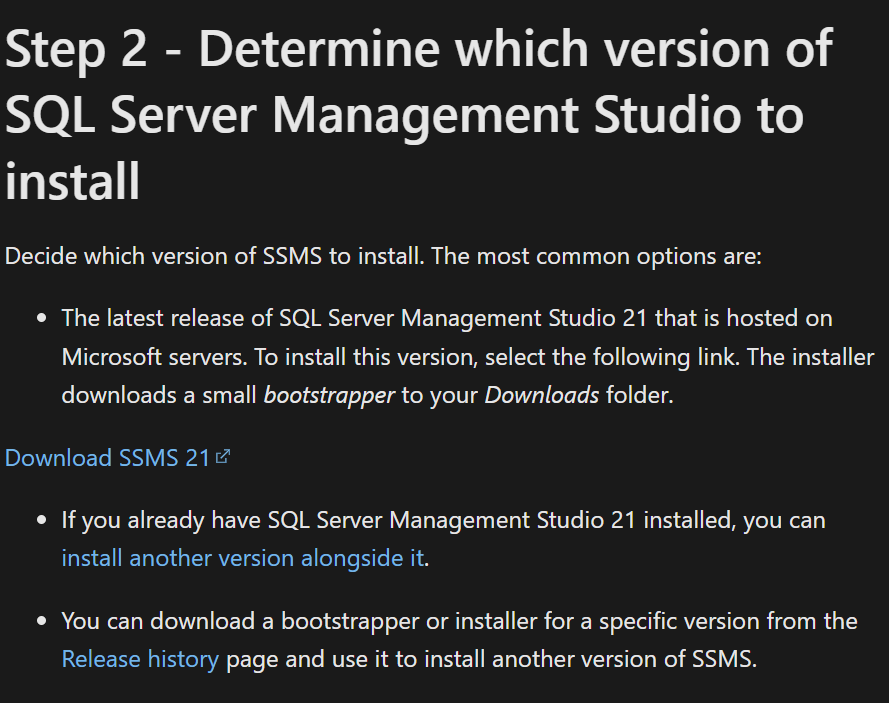 Step 2 - Determine which version of
SQL Server Management Studio to
install
Decide which version of SSMS to install. The most common options are:
• The latest release of SQL Server Management Studio 21 that is hosted on
Microsoft servers. To install this version, select the following link. The installer
downloads a small bootstrapper to your Downloads folder.
Download SSMS 21
• If you already have SQL Server Management Studio 21 installed, you can
install another version alongside it.
• You can download a bootstrapper or installer for a specific version from the
Release history page and use it to install another version of SSMS.